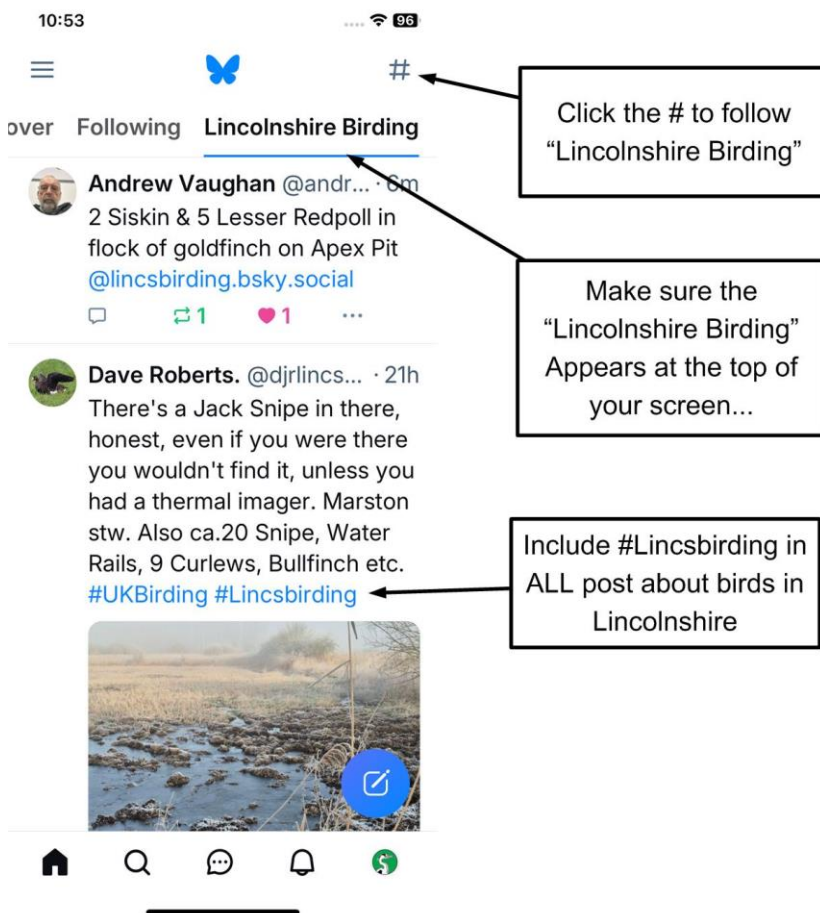 10:53
96
#
over Following Lincolnshire Birding
Andrew Vaughan @andr... · 6m
2 Siskin & 5 Lesser Redpoll in
flock of goldfinch on Apex Pit
@lincsbirding.bsky.social
1 1 ...
Dave Roberts. @djrlincs... · 21h
There's a Jack Snipe in there,
honest, even if you were there
you wouldn't find it, unless you
had a thermal imager. Marston
stw. Also ca.20 Snipe, Water
Rails, 9 Curlews, Bullfinch etc.
#UKBirding #Lincsbirding
Click the # to follow
“Lincolnshire Birding”
Make sure the
“Lincolnshire Birding”
Appears at the top of
your screen...
Include #Lincsbirding in
ALL post about birds in
Lincolnshire